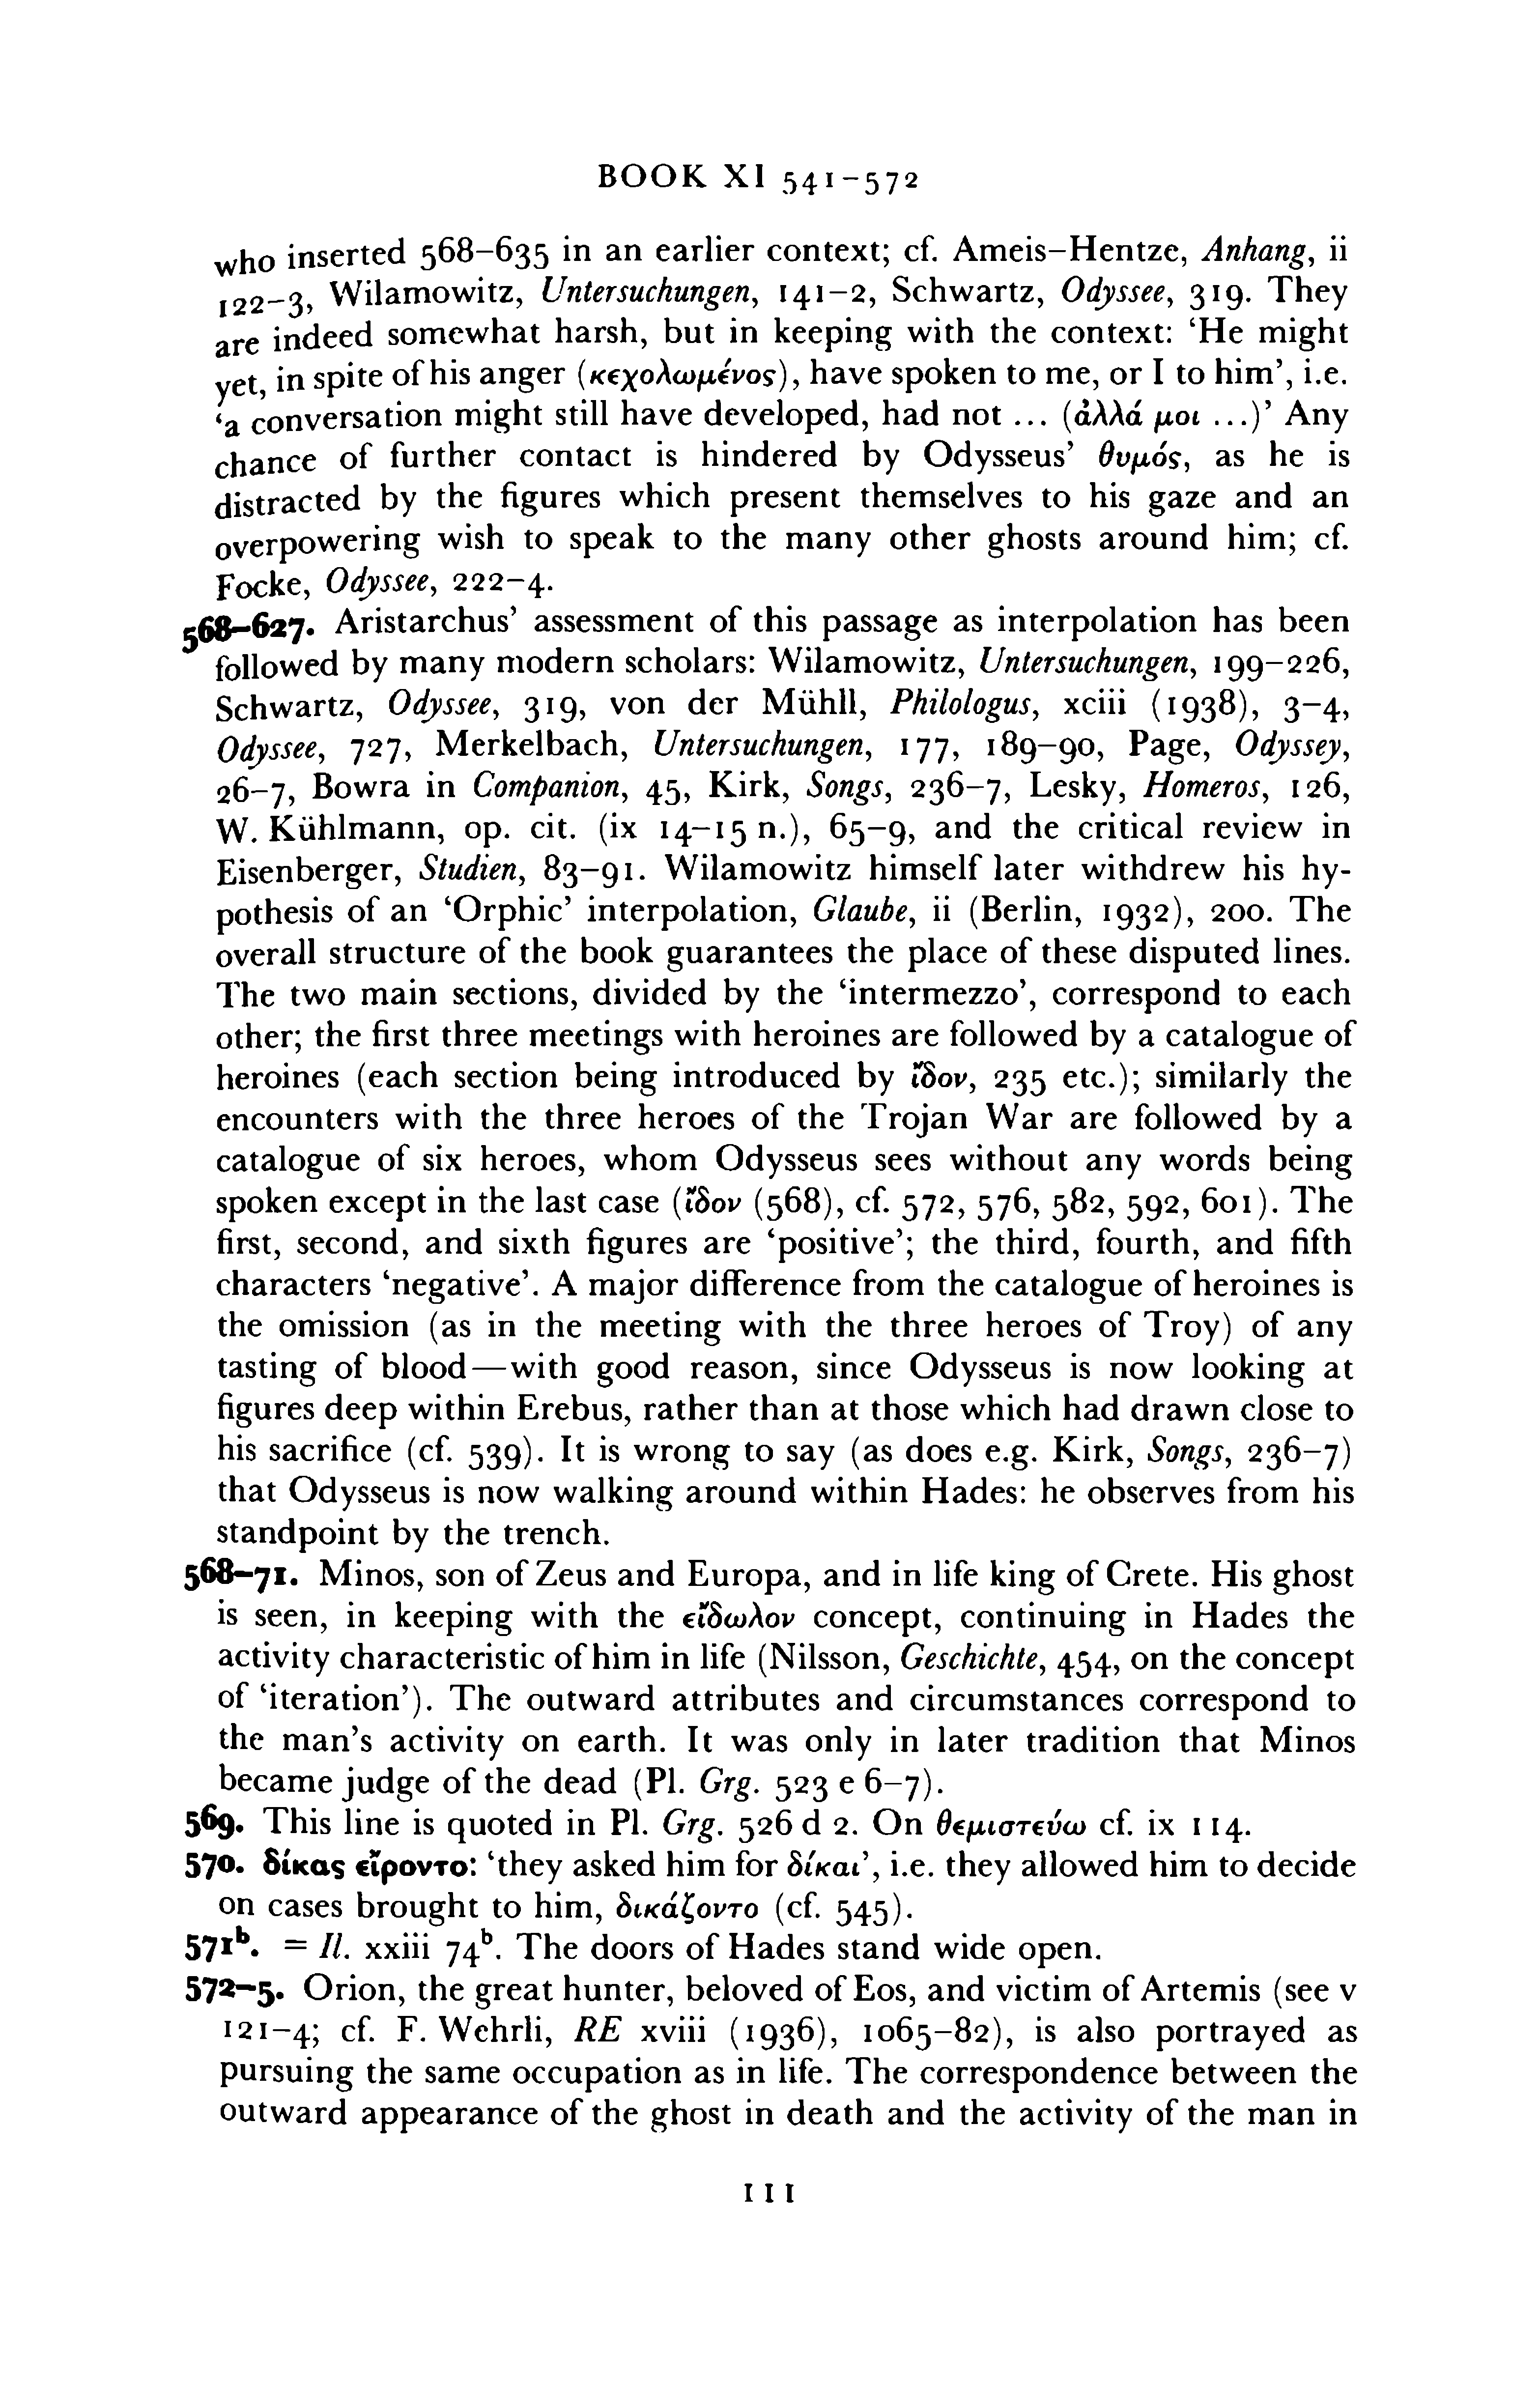 BOOK XI 541–572
who inserted 568–635 in an earlier context; cf. Ameis–Hentze, Anhang, ii
122–3, Wilamowitz, Untersuchungen, 141–2, Schwartz, Odyssee, 319. They
are indeed somewhat harsh, but in keeping with the context: ‘He might
yet, in spite of his anger (κεχολωμένος), have spoken to me, or I to him’, i.e.
‘a conversation might still have developed, had not ... (ἀλλά μοι ...)’ Any
chance of further contact is hindered by Odysseus’ θυμός, as he is
distracted by the figures which present themselves to his gaze and an
overpowering wish to speak to the many other ghosts around him; cf.
Focke, Odyssee, 222–4.
568–627. Aristarchus’ assessment of this passage as interpolation has been
followed by many modern scholars: Wilamowitz, Untersuchungen, 199–226,
Schwartz, Odyssee, 319, von der Mühll, Philologus, xciii (1938), 3–4,
Odyssee, 727, Merkelbach, Untersuchungen, 177, 189–90, Page, Odyssey,
26–7, Bowra in Companion, 45, Kirk, Songs, 236–7, Lesky, Homeros, 126,
W. Kühlmann, op. cit. (ix 14–15 n.), 65–9, and the critical review in
Eisenberger, Studien, 83–91. Wilamowitz himself later withdrew his hy-
pothesis of an ‘Orphic’ interpolation, Glaube, ii (Berlin, 1932), 200. The
overall structure of the book guarantees the place of these disputed lines.
The two main sections, divided by the ‘intermezzo’, correspond to each
other; the first three meetings with heroines are followed by a catalogue of
heroines (each section being introduced by ἴδον, 235 etc.); similarly the
encounters with the three heroes of the Trojan War are followed by a
catalogue of six heroes, whom Odysseus sees without any words being
spoken except in the last case (ἴδον (568), cf. 572, 576, 582, 592, 601). The
first, second, and sixth figures are ‘positive’; the third, fourth, and fifth
characters ‘negative’. A major difference from the catalogue of heroines is
the omission (as in the meeting with the three heroes of Troy) of any
tasting of blood—with good reason, since Odysseus is now looking at
figures deep within Erebus, rather than at those which had drawn close to
his sacrifice (cf. 539). It is wrong to say (as does e.g. Kirk, Songs, 236–7)
that Odysseus is now walking around within Hades: he observes from his
standpoint by the trench.
568–71. Minos, son of Zeus and Europa, and in life king of Crete. His ghost
is seen, in keeping with the εἴδωλον concept, continuing in Hades the
activity characteristic of him in life (Nilsson, Geschichte, 454, on the concept
of ‘iteration’). The outward attributes and circumstances correspond to
the man’s activity on earth. It was only in later tradition that Minos
became judge of the dead (Pl. Grg. 523 e 6–7).
569. This line is quoted in Pl. Grg. 526 d 2. On θεμιστεύω cf. ix 114.
570. δίκας εἴροντο: ‘they asked him for δίκαι’, i.e. they allowed him to decide
on cases brought to him, δικάζοντο (cf. 545).
571ᵇ. = Il. xxiii 74ᵇ. The doors of Hades stand wide open.
572–5. Orion, the great hunter, beloved of Eos, and victim of Artemis (see v
121–4; cf. F. Wehrli, RE xviii (1936), 1065–82), is also portrayed as
pursuing the same occupation as in life. The correspondence between the
outward appearance of the ghost in death and the activity of the man in
111